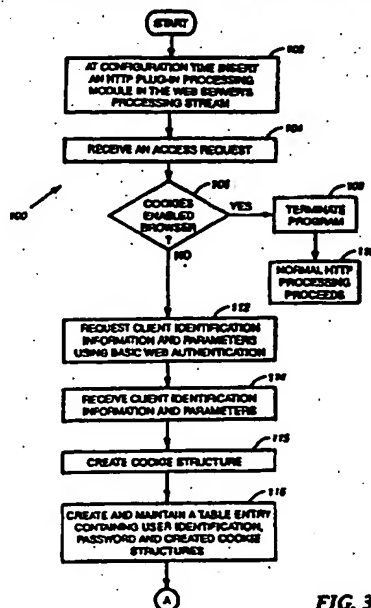 START
102
AT CONFIGURATION TIME INSERT
AN HTTP PLUG-IN PROCESSING
MODULE IN THE WEB SERVER'S
PROCESSING STREAM
104
RECEIVE AN ACCESS REQUEST
100
106
COOKIES
ENABLED
BROWSER
?
YES
108
TERMINATE
PROGRAM
110
NORMAL HTTP
PROCESSING
PROCEEDS
NO
112
REQUEST CLIENT IDENTIFICATION
INFORMATION AND PARAMETERS
USING BASIC WEB AUTHENTICATION
114
RECEIVE CLIENT IDENTIFICATION
INFORMATION AND PARAMETERS
115
CREATE COOKIE STRUCTURE
116
CREATE AND MAINTAIN A TABLE ENTRY
CONTAINING USER IDENTIFICATION,
PASSWORD AND CREATED COOKIE
STRUCTURES
A
FIG. 3